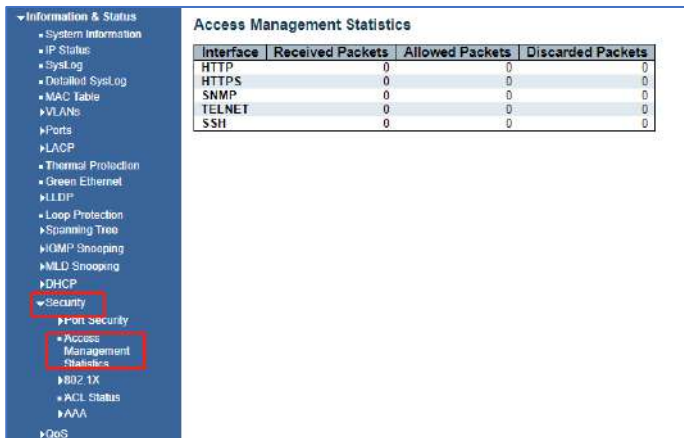 ▾Information & Status
▪ System Information
▪ IP Status
▪ SysLog
▪ Detailed SysLog
▪ MAC Table
▸VLANs
▸Ports
▸LACP
▪ Thermal Protection
▪ Green Ethernet
▸LLDP
▪ Loop Protection
▸Spanning Tree
▸IGMP Snooping
▸MLD Snooping
▸DHCP
▾Security
▸Port Security
▪ Access
Management
Statistics
▸802.1X
▪ ACL Status
▸AAA
▸QoS
Access Management Statistics
Interface Received Packets Allowed Packets Discarded Packets
HTTP 0 0 0
HTTPS 0 0 0
SNMP 0 0 0
TELNET 0 0 0
SSH 0 0 0